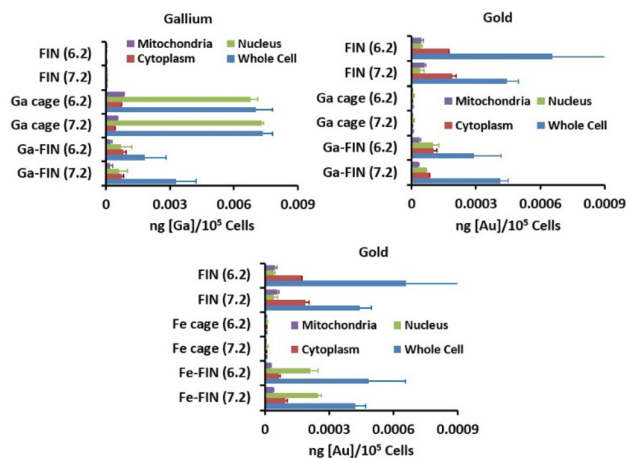 Gallium
FIN (6.2)
FIN (7.2)
Ga cage (6.2)
Ga cage (7.2)
Ga-FIN (6.2)
Ga-FIN (7.2)
Mitochondria Nucleus
Cytoplasm Whole Cell
0 0.003 0.006 0.009
ng [Ga]/10⁵ Cells
Gold
FIN (6.2)
FIN (7.2)
Ga cage (6.2)
Ga cage (7.2)
Ga-FIN (6.2)
Ga-FIN (7.2)
Mitochondria Nucleus
Cytoplasm Whole Cell
0 0.0003 0.0006 0.0009
ng [Au]/10⁵ Cells
Gold
FIN (6.2)
FIN (7.2)
Fe cage (6.2)
Fe cage (7.2)
Fe-FIN (6.2)
Fe-FIN (7.2)
Mitochondria Nucleus
Cytoplasm Whole Cell
0 0.0003 0.0006 0.0009
ng [Au]/10⁵ Cells